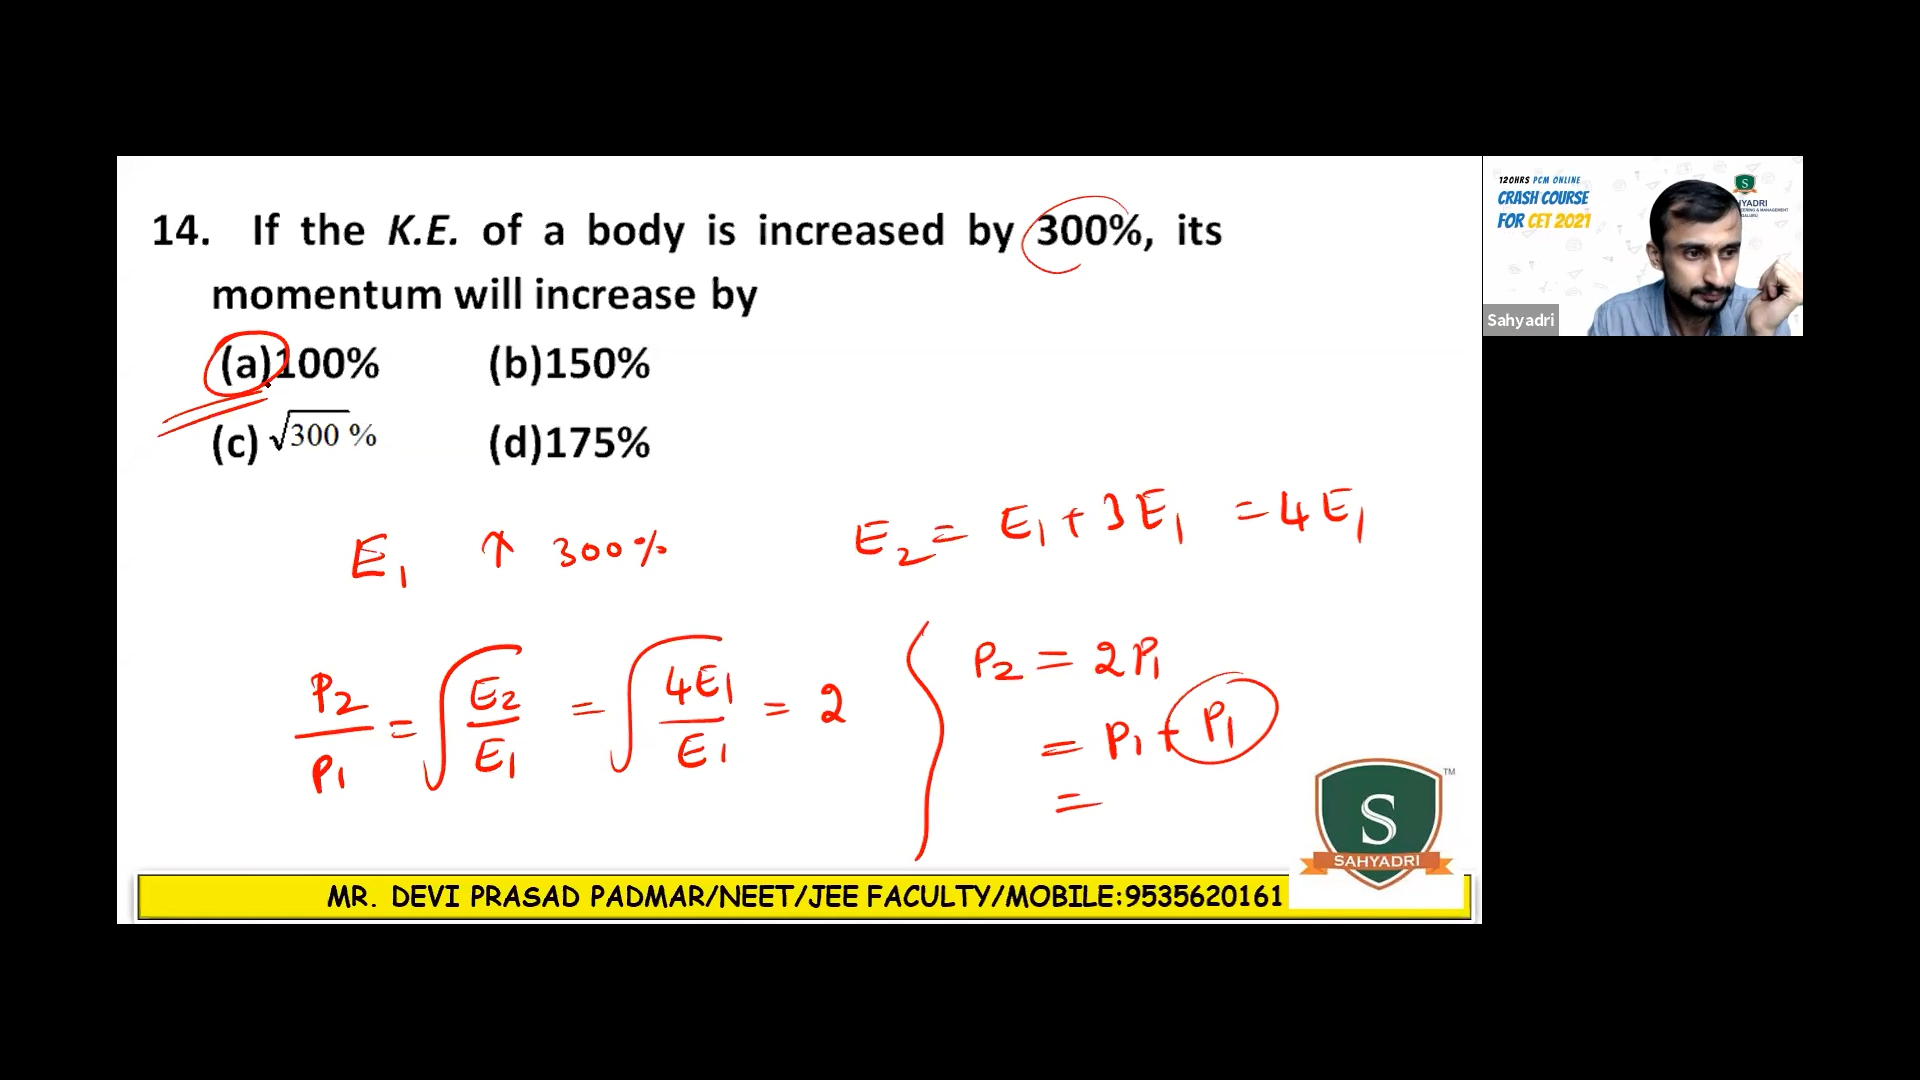 14. If the K.E. of a body is increased by 300%, its
momentum will increase by
(a)100% (b)150%
(c) √300 % (d)175%
E₁ ↑ 300% E₂ = E₁ + 3E₁ = 4E₁
P₂/P₁ = √(E₂/E₁) = √(4E₁/E₁) = 2
P₂ = 2P₁
= P₁ + P₁
=
S
SAHYADRI
TM
MR. DEVI PRASAD PADMAR/NEET/JEE FACULTY/MOBILE:9535620161
120HRS PCM ONLINE
CRASH COURSE
FOR CET 2021
S
HYADRI
Sahyadri